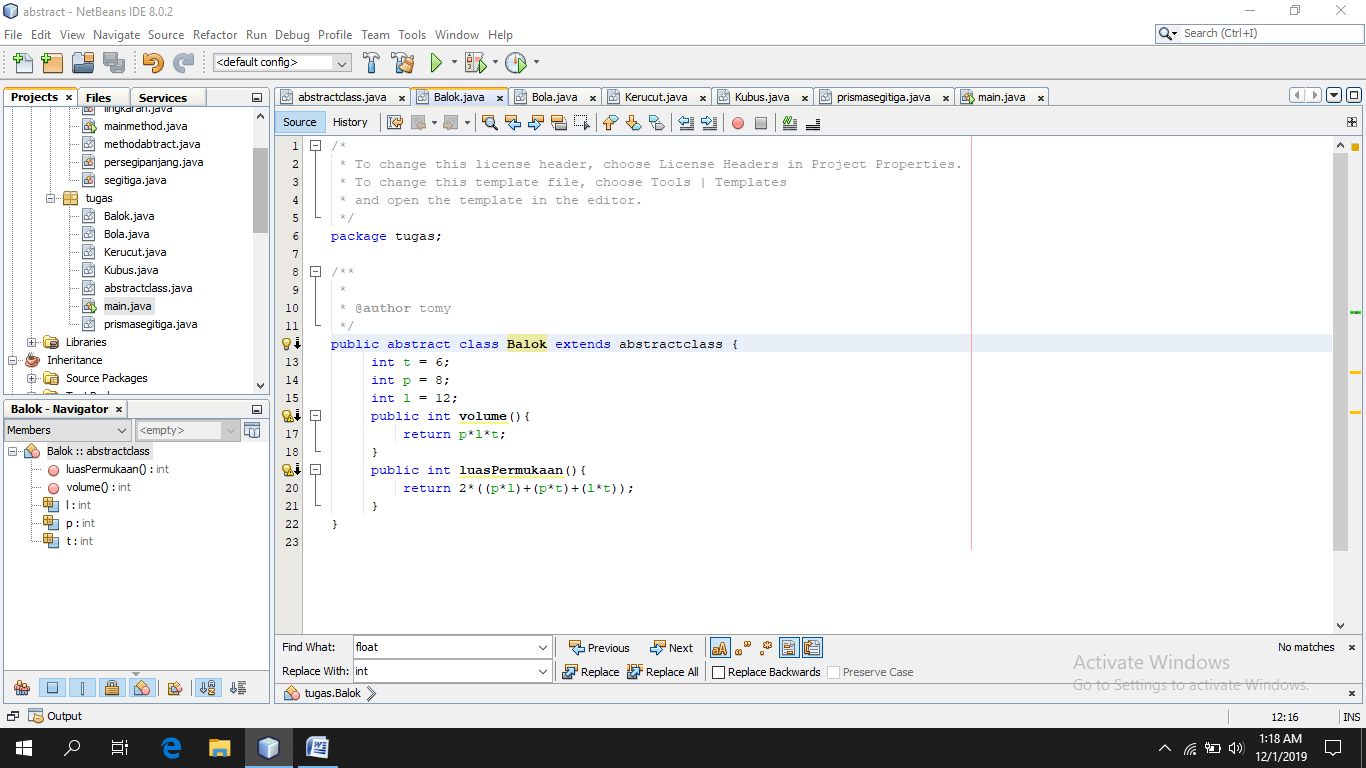 abstract - NetBeans IDE 8.0.2
File Edit View Navigate Source Refactor Run Debug Profile Team Tools Window Help
Search (Ctrl+I)
<default config>
Projects × Files Services
abstractclass.java × Balok.java × Bola.java × Kerucut.java × Kubus.java × prismasegitiga.java × main.java ×
Source History
lingkaran.java
mainmethod.java
methodabtract.java
persegipanjang.java
segitiga.java
tugas
Balok.java
Bola.java
Kerucut.java
Kubus.java
abstractclass.java
main.java
prismasegitiga.java
Libraries
Inheritance
Source Packages
Balok - Navigator ×
Members <empty>
Balok :: abstractclass
luasPermukaan() : int
volume() : int
l : int
p : int
t : int
1 /*
2 * To change this license header, choose License Headers in Project Properties.
3 * To change this template file, choose Tools | Templates
4 * and open the template in the editor.
5 */
6 package tugas;
7
8 /**
9 *
10 * @author tomy
11 */
public abstract class Balok extends abstractclass {
13 int t = 6;
14 int p = 8;
15 int l = 12;
public int volume(){
17 return p*l*t;
18 }
public int luasPermukaan(){
20 return 2*((p*l)+(p*t)+(l*t));
21 }
22 }
23
Find What: float Previous Next No matches ×
Replace With: int Replace Replace All Replace Backwards Preserve Case
Activate Windows
Go to Settings to activate Windows.
tugas.Balok
Output
12:16 INS
1:18 AM
12/1/2019